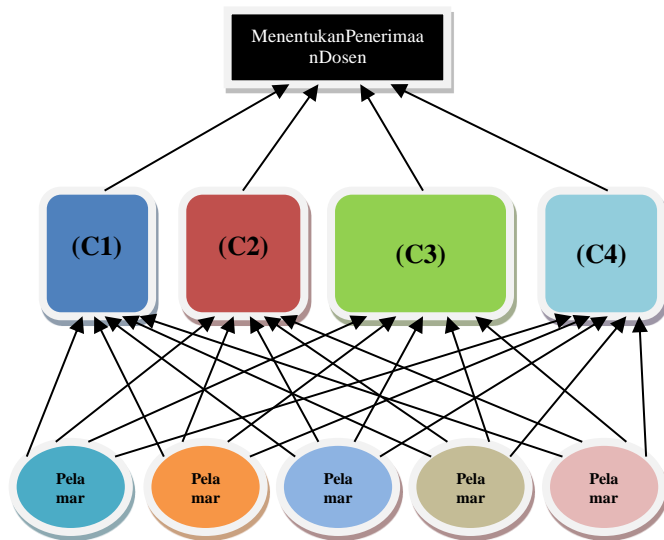 MenentukanPenerimaa
nDosen
(C1)
(C2)
(C3)
(C4)
Pela
mar
Pela
mar
Pela
mar
Pela
mar
Pela
mar